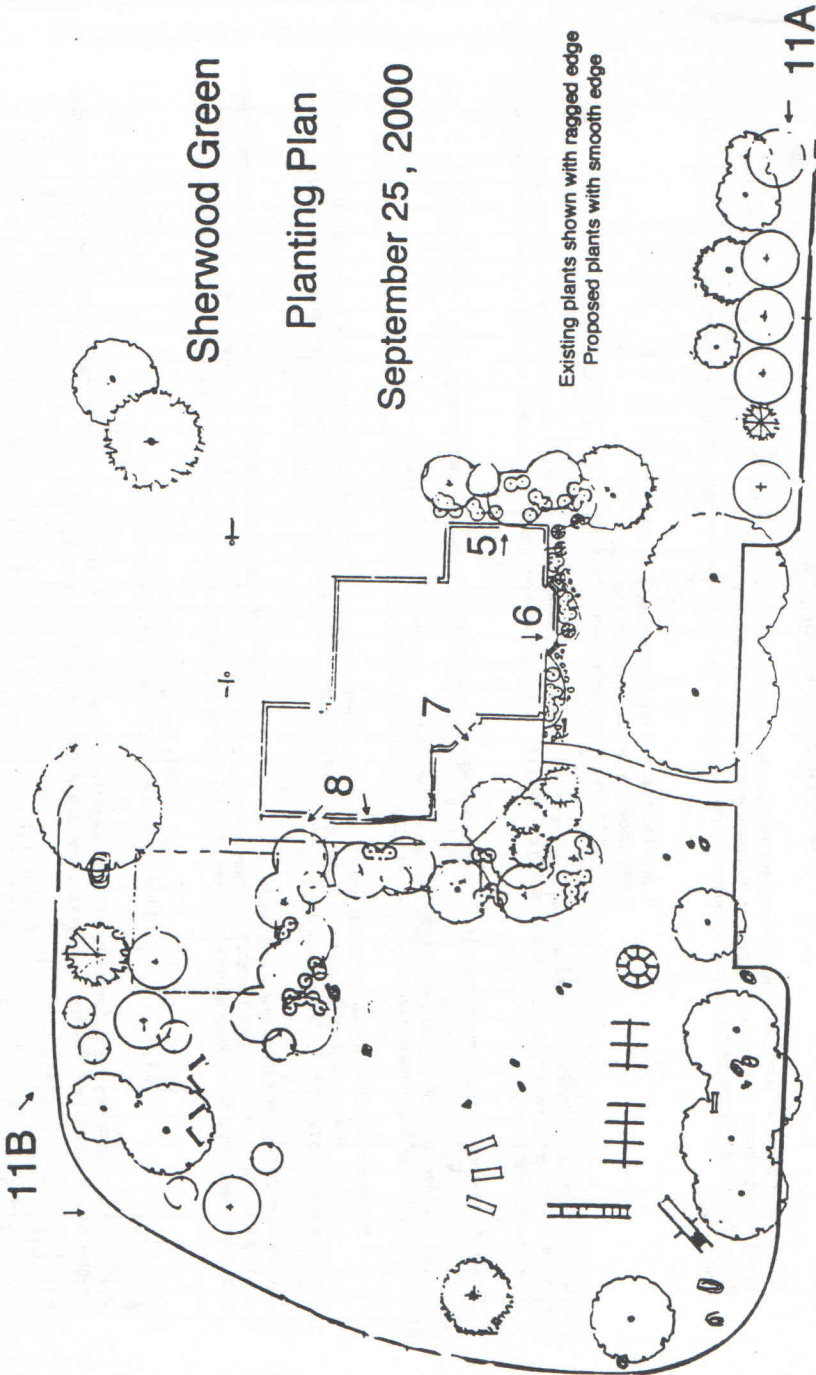 Sherwood Green
Planting Plan
September 25, 2000
Existing plants shown with ragged edge
Proposed plants with smooth edge
11A
11B
5
6
7
8